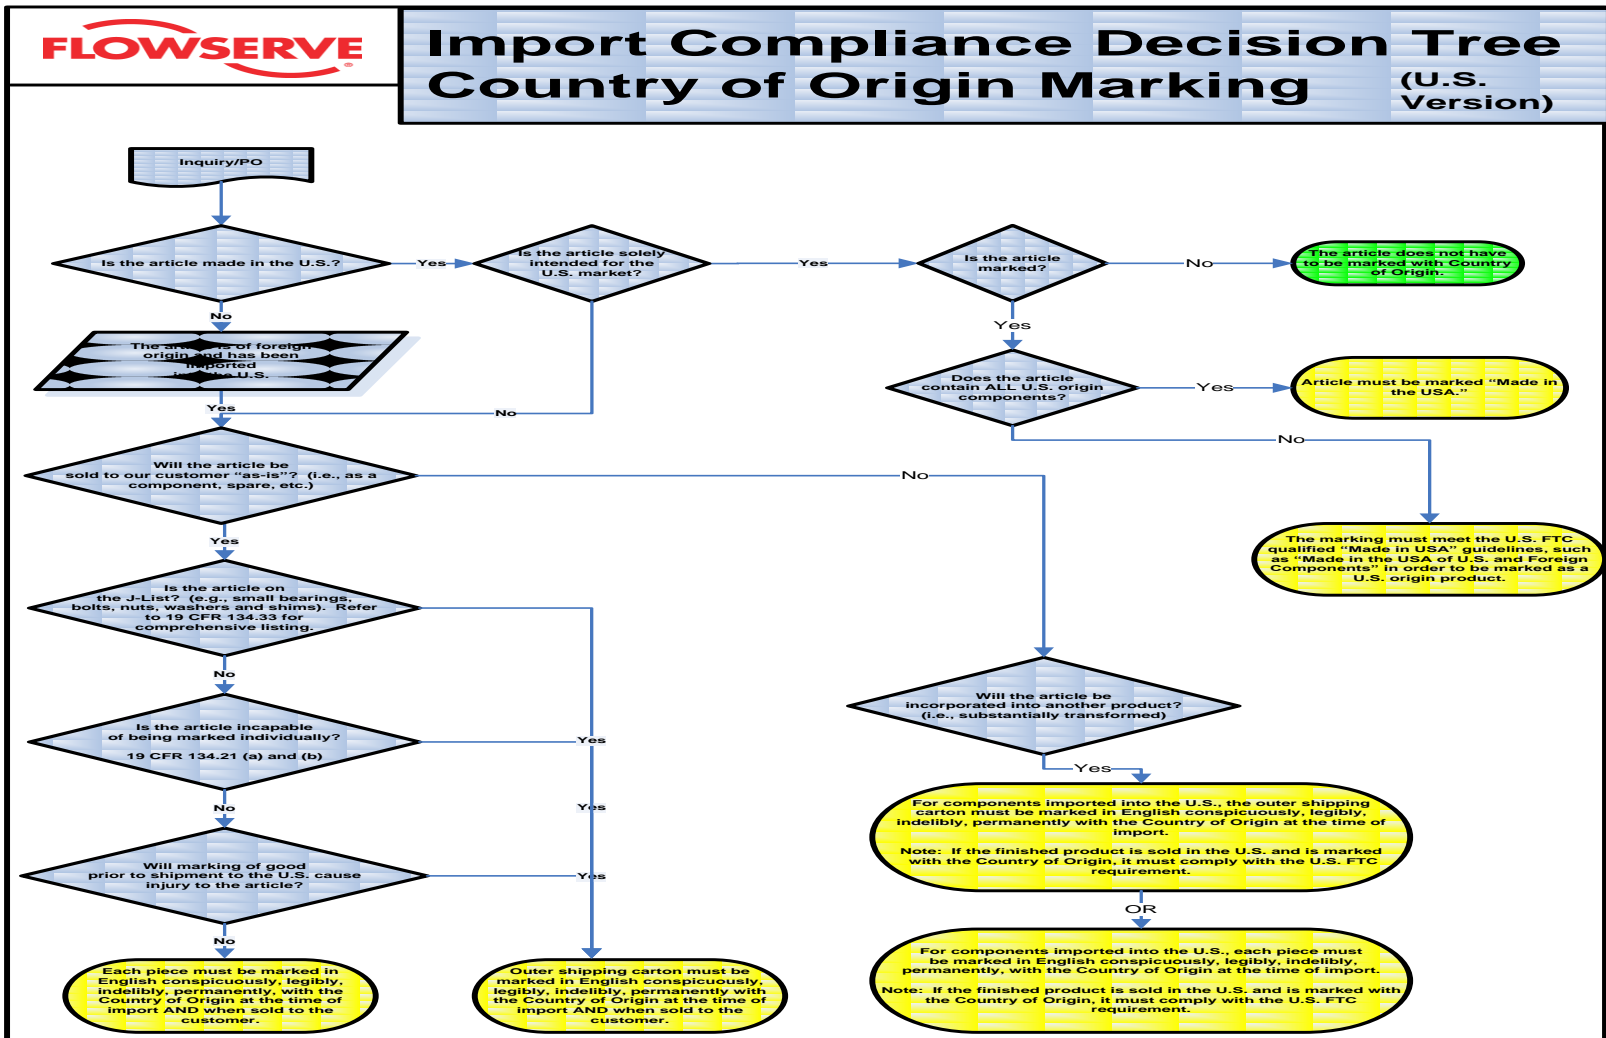 FLOWSERVE
®
Import Compliance Decision Tree
Country of Origin Marking
(U.S.
Version)
Inquiry/PO
Is the article made in the U.S.?
Yes
Is the article solely
intended for the
U.S. market?
Yes
Is the article
marked?
No
The article does not have
to be marked with Country
of Origin.
No
Yes
The article is of foreign
origin and has been
imported
into the U.S.
Does the article
contain ALL U.S. origin
components?
Yes
Article must be marked “Made in
the USA.”
Yes
No
No
Will the article be
sold to our customer “as-is”? (i.e., as a
component, spare, etc.)
No
Yes
The marking must meet the U.S. FTC
qualified “Made in USA” guidelines, such
as “Made in the USA of U.S. and Foreign
Components” in order to be marked as a
U.S. origin product.
Is the article on
the J-List? (e.g., small bearings,
bolts, nuts, washers and shims). Refer
to 19 CFR 134.33 for
comprehensive listing.
No
Will the article be
incorporated into another product?
(i.e., substantially transformed)
Is the article incapable
of being marked individually?
19 CFR 134.21 (a) and (b)
Yes
Yes
No
Yes
For components imported into the U.S., the outer shipping
carton must be marked in English conspicuously, legibly,
indelibly, permanently with the Country of Origin at the time of
import.
Note: If the finished product is sold in the U.S. and is marked
with the Country of Origin, it must comply with the U.S. FTC
requirement.
Will marking of good
prior to shipment to the U.S. cause
injury to the article?
Yes
OR
No
Each piece must be marked in
English conspicuously, legibly,
indelibly, permanently, with the
Country of Origin at the time of
import AND when sold to the
customer.
Outer shipping carton must be
marked in English conspicuously,
legibly, indelibly, permanently with
the Country of Origin at the time of
import AND when sold to the
customer.
For components imported into the U.S., each piece must
be marked in English conspicuously, legibly, indelibly,
permanently, with the Country of Origin at the time of import.
Note: If the finished product is sold in the U.S. and is marked with
the Country of Origin, it must comply with the U.S. FTC
requirement.